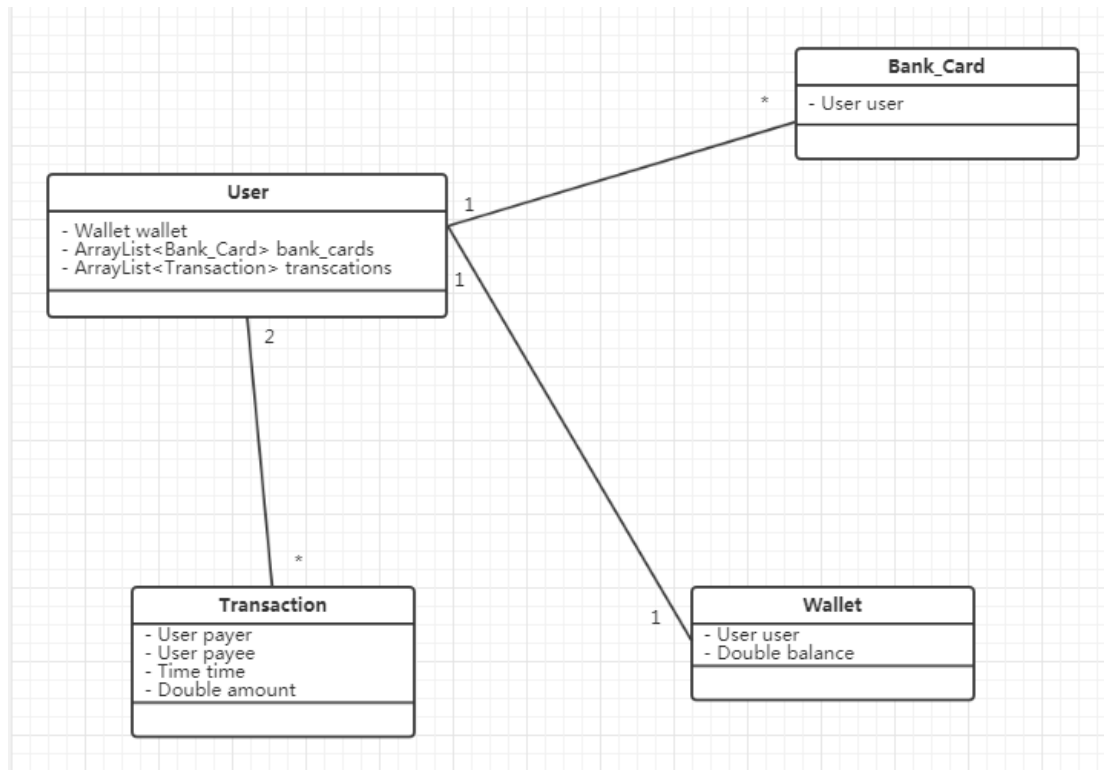 Bank_Card
- User user
*
1
User
- Wallet wallet
- ArrayList<Bank_Card> bank_cards
- ArrayList<Transaction> transcations
1
2
*
Transaction
- User payer
- User payee
- Time time
- Double amount
1
Wallet
- User user
- Double balance